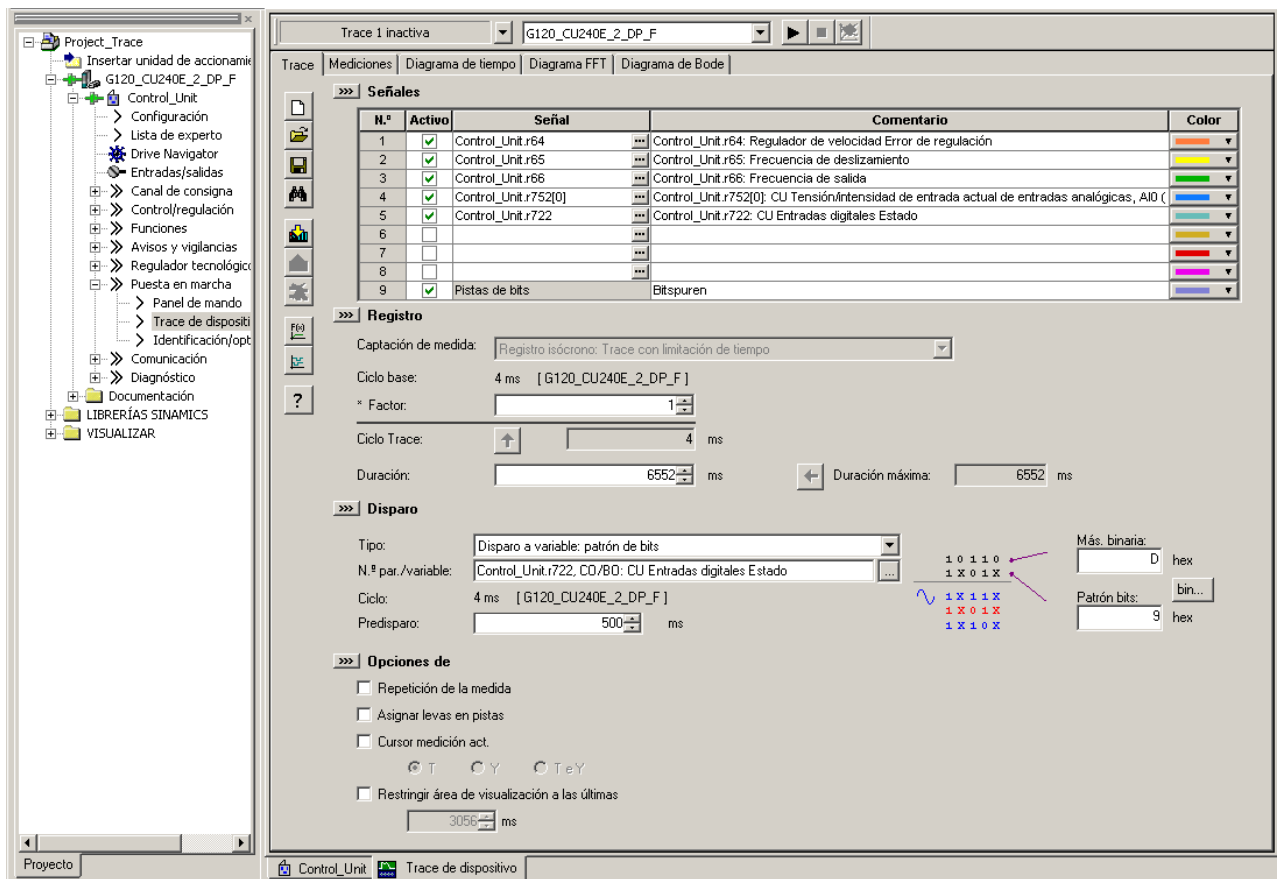 Project_Trace
Insertar unidad de accionamie
G120_CU240E_2_DP_F
Control_Unit
Configuración
Lista de experto
Drive Navigator
Entradas/salidas
Canal de consigna
Control/regulación
Funciones
Avisos y vigilancias
Regulador tecnológico
Puesta en marcha
Panel de mando
Trace de dispositi
Identificación/opt
Comunicación
Diagnóstico
Documentación
LIBRERÍAS SINAMICS
VISUALIZAR
Proyecto
Trace 1 inactiva G120_CU240E_2_DP_F
Trace Mediciones Diagrama de tiempo Diagrama FFT Diagrama de Bode
Señales
N.º Activo Señal Comentario Color
1 Control_Unit.r64 ... Control_Unit.r64: Regulador de velocidad Error de regulación
2 Control_Unit.r65 ... Control_Unit.r65: Frecuencia de deslizamiento
3 Control_Unit.r66 ... Control_Unit.r66: Frecuencia de salida
4 Control_Unit.r752[0] ... Control_Unit.r752[0]: CU Tensión/intensidad de entrada actual de entradas analógicas, AI0 (
5 Control_Unit.r722 ... Control_Unit.r722: CU Entradas digitales Estado
6 ...
7 ...
8 ...
9 Pistas de bits Bitspuren
Registro
Captación de medida: Registro isócrono: Trace con limitación de tiempo
Ciclo base: 4 ms [ G120_CU240E_2_DP_F ]
* Factor: 1
Ciclo Trace: 4 ms
Duración: 6552 ms Duración máxima: 6552 ms
Disparo
Tipo: Disparo a variable: patrón de bits
N.º par./variable: Control_Unit.r722, CO/BO: CU Entradas digitales Estado ...
Ciclo: 4 ms [ G120_CU240E_2_DP_F ]
Predisparo: 500 ms
1 0 1 1 0
1 X 0 1 X
1 X 1 1 X
1 X 0 1 X
1 X 1 0 X
Más. binaria:
D hex
bin...
Patrón bits:
9 hex
Opciones de
Repetición de la medida
Asignar levas en pistas
Cursor medición act.
T Y T e Y
Restringir área de visualización a las últimas
3056 ms
Control_Unit Trace de dispositivo
F(x)
?